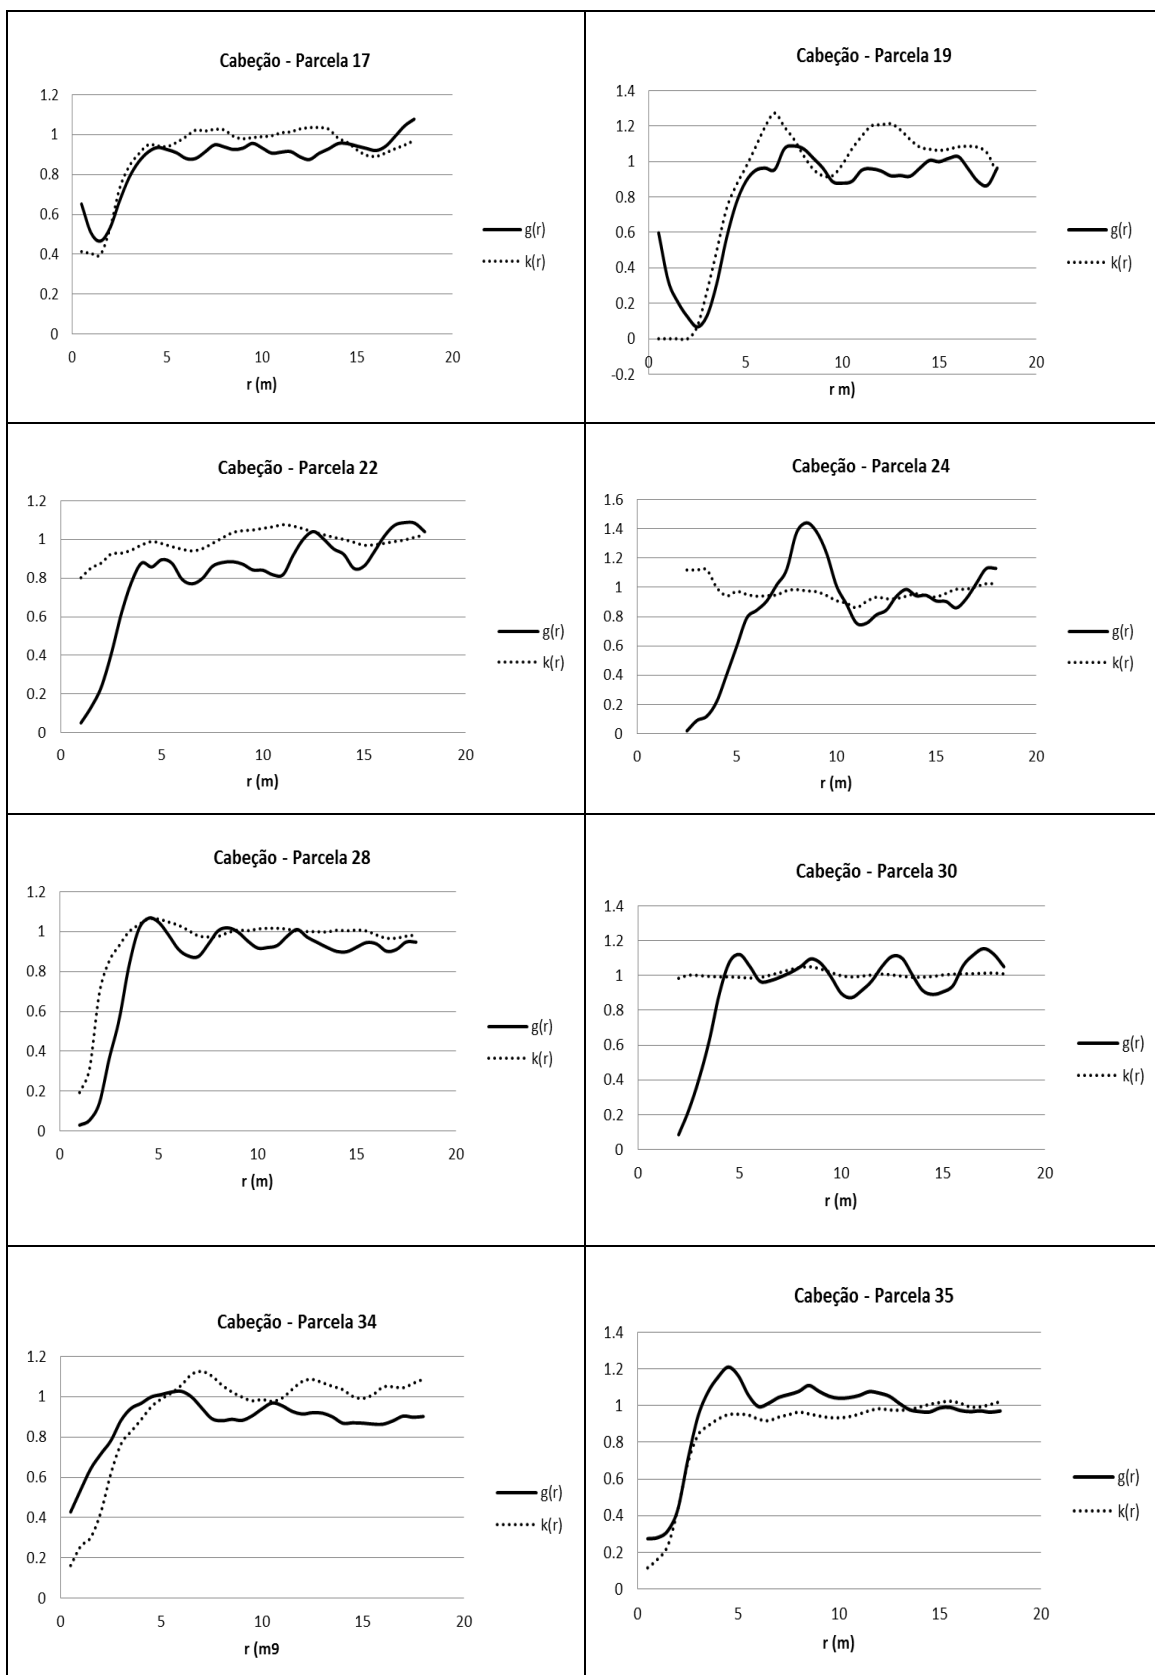 Cabeção - Parcela 17
1.2
1
0.8
0.6
0.4
0.2
0
0 5 10 15 20
r (m)
g(r)
k(r)
Cabeção - Parcela 19
1.4
1.2
1
0.8
0.6
0.4
0.2
0
-0.2
0 5 10 15 20
r m)
g(r)
k(r)
Cabeção - Parcela 22
1.2
1
0.8
0.6
0.4
0.2
0
0 5 10 15 20
r (m)
g(r)
k(r)
Cabeção - Parcela 24
1.6
1.4
1.2
1
0.8
0.6
0.4
0.2
0
0 5 10 15 20
r (m)
g(r)
k(r)
Cabeção - Parcela 28
1.2
1
0.8
0.6
0.4
0.2
0
0 5 10 15 20
r (m)
g(r)
k(r)
Cabeção - Parcela 30
1.4
1.2
1
0.8
0.6
0.4
0.2
0
0 5 10 15 20
r (m)
g(r)
k(r)
Cabeção - Parcela 34
1.2
1
0.8
0.6
0.4
0.2
0
0 5 10 15 20
r (m9
g(r)
k(r)
Cabeção - Parcela 35
1.4
1.2
1
0.8
0.6
0.4
0.2
0
0 5 10 15 20
r (m)
g(r)
k(r)